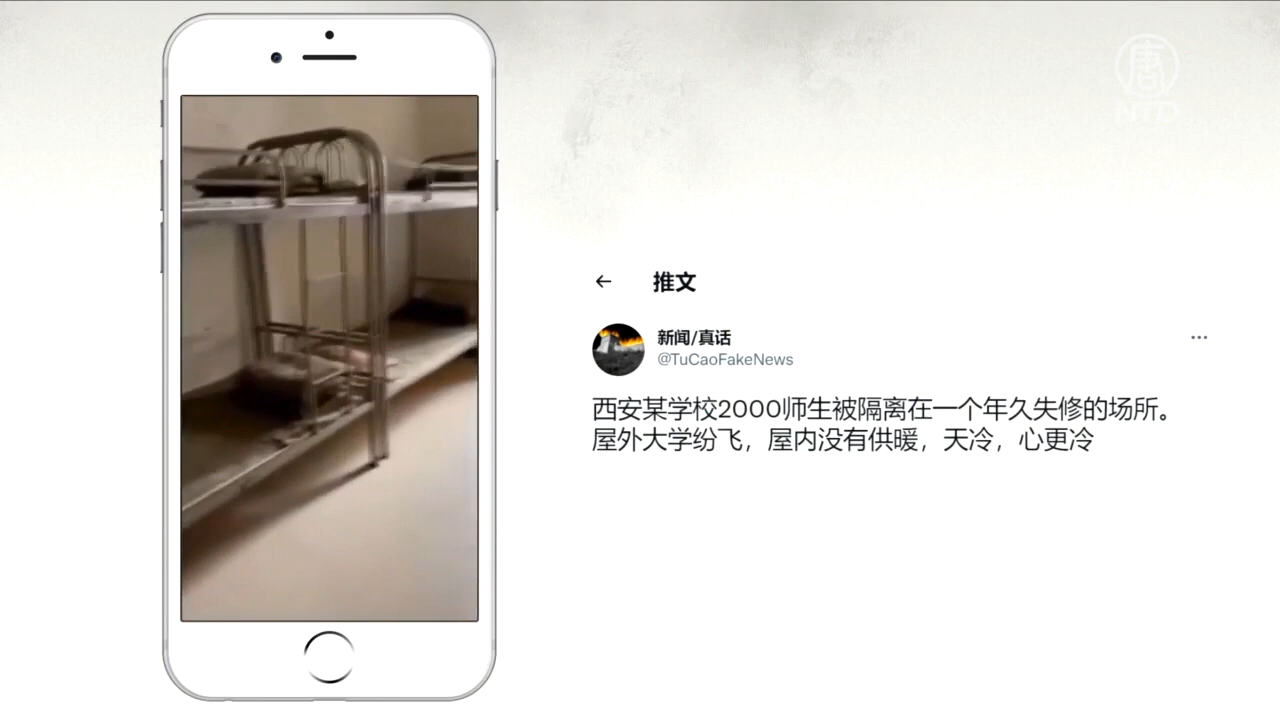 唐
NTD
推文
新闻/真话
@TuCaoFakeNews
西安某学校2000师生被隔离在一个年久失修的场所。
屋外大学纷飞，屋内没有供暖，天冷，心更冷